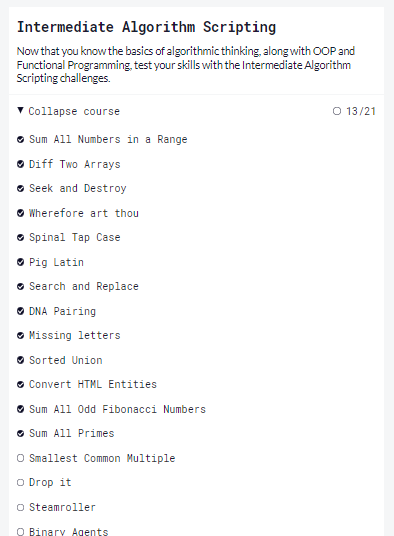 Intermediate Algorithm Scripting
Now that you know the basics of algorithmic thinking, along with OOP and
Functional Programming, test your skills with the Intermediate Algorithm
Scripting challenges.
Collapse course 13/21
Sum All Numbers in a Range
Diff Two Arrays
Seek and Destroy
Wherefore art thou
Spinal Tap Case
Pig Latin
Search and Replace
DNA Pairing
Missing letters
Sorted Union
Convert HTML Entities
Sum All Odd Fibonacci Numbers
Sum All Primes
Smallest Common Multiple
Drop it
Steamroller
Binary Agents